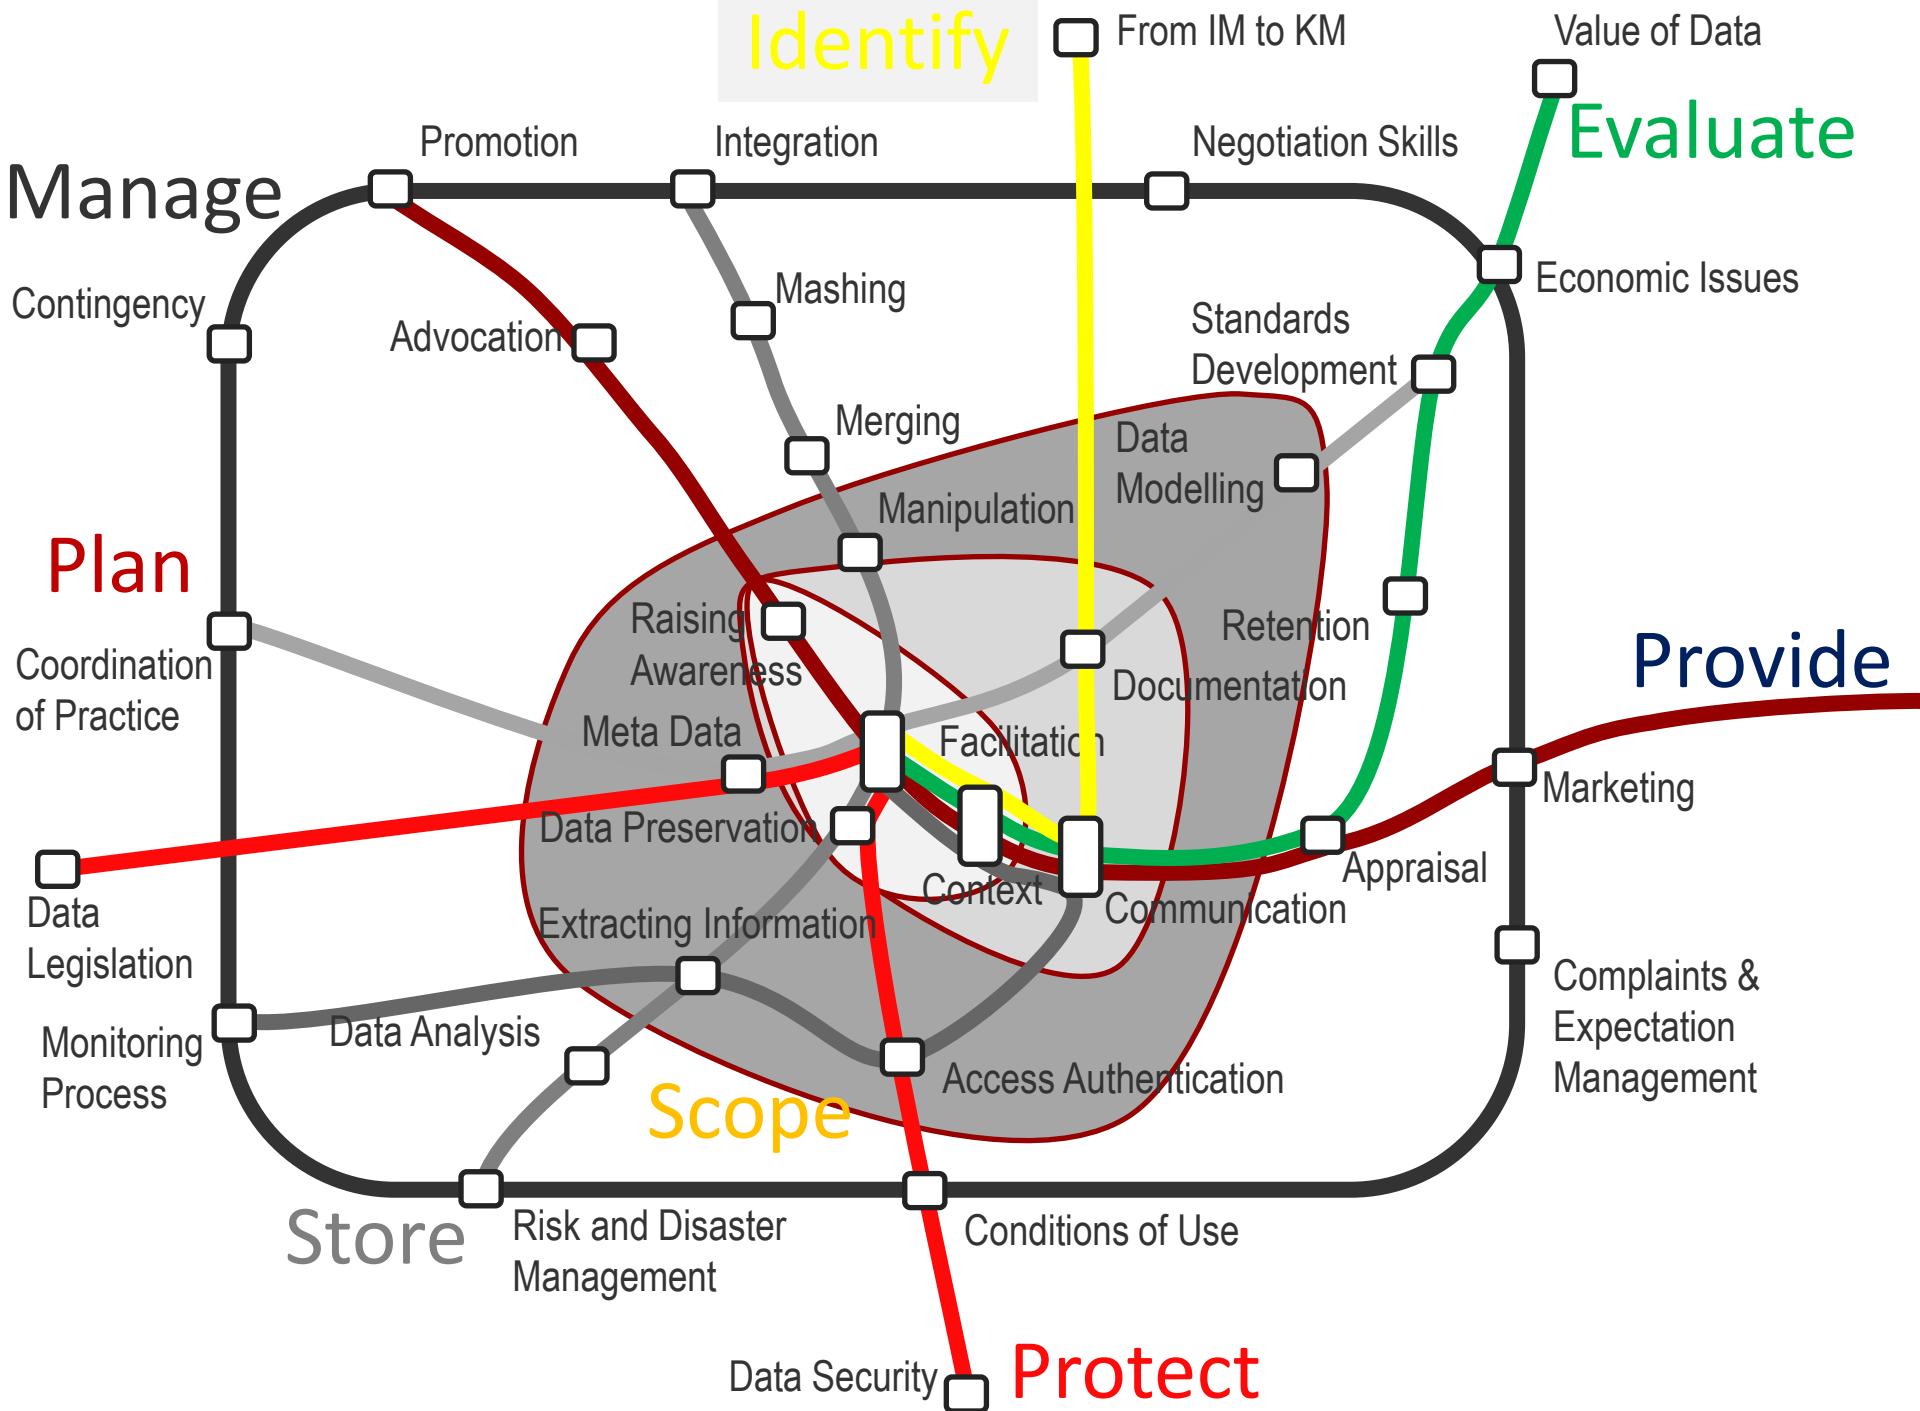 Identify
From IM to KM
Value of Data
Evaluate
Promotion
Integration
Negotiation Skills
Manage
Contingency
Advocation
Mashing
Economic Issues
Standards
Development
Merging
Data
Modelling
Manipulation
Plan
Raising
Awareness
Retention
Provide
Coordination
of Practice
Documentation
Meta Data
Facilitation
Marketing
Data Preservation
Appraisal
Context
Communication
Data
Legislation
Extracting Information
Complaints &
Expectation
Management
Monitoring
Process
Data Analysis
Access Authentication
Scope
Store
Risk and Disaster
Management
Conditions of Use
Data Security
Protect